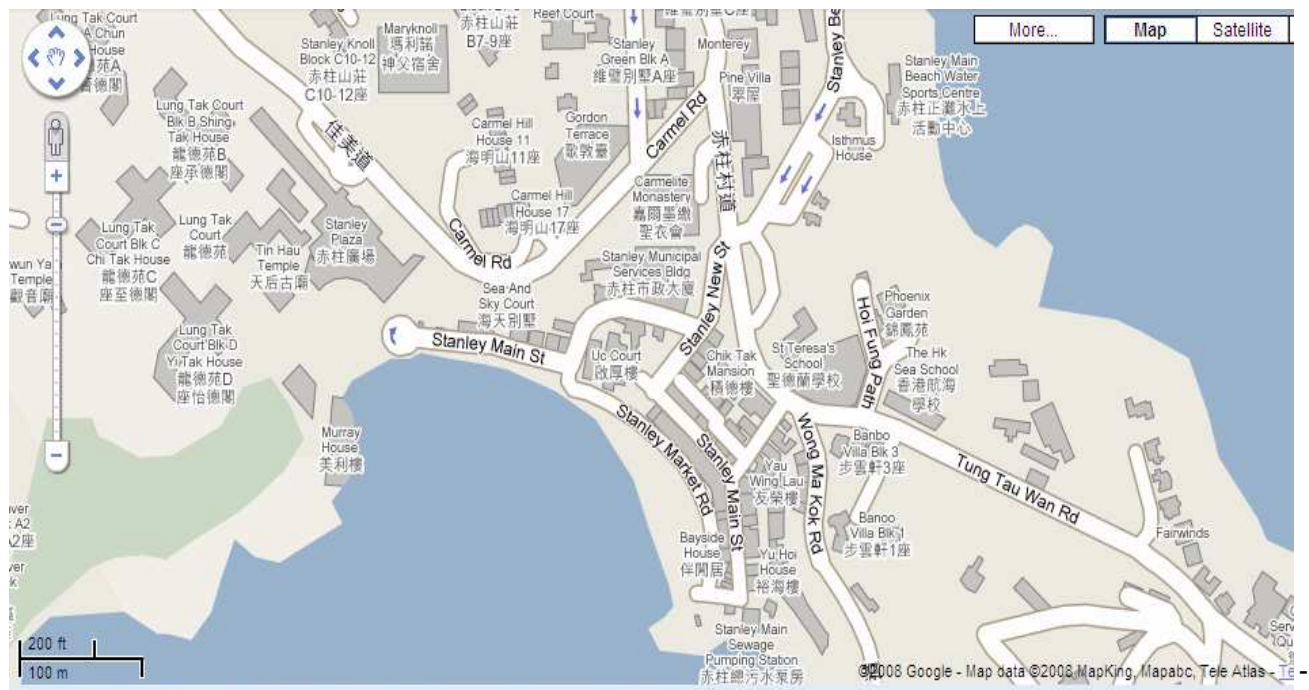 More...
Map
Satellite
Lung Tak Court
A Chun
House
苑A
Maryknoll
瑪利諾
神父宿舍
赤柱山莊
B7-9座
Reef Court
Stanley Knoll
Block C10-12
赤柱山莊
C10-12座
Stanley
Green Blk A
維璧別墅A座
Monterey
Pine Villa
翠屋
Stanley Be
Stanley Main
Beach Water
Sports Centre
赤柱正灘水上
活動中心
Isthmus
House
Lung Tak Court
Blk B Shing
Tak House
龍德苑B
座承德閣
佳美道
Carmel Hill
House 11
海明山11座
Gordon
Terrace
歌敦臺
Carmel Rd
赤柱村道
Carmelite
Monastery
嘉爾墨繖
聖衣會
Carmel Hill
House 17
海明山17座
Lung Tak
Court Blk C
Chi Tak House
龍德苑C
座至德閣
Lung Tak
Court
龍德苑
Tin Hau
Temple
天后古廟
Stanley
Plaza
赤柱廣場
Carmel Rd
Stanley Municipal
Services Bldg
赤柱市政大廈
wun Ya
Temple
觀音廟
Sea And
Sky Court
海天別墅
Stanley New St
Phoenix
Garden
錦鳳苑
Hoi Fung Path
Lung Tak
Court Blk D
Yi Tak House
龍德苑D
座怡德閣
Stanley Main St
Uc Court
啟厚樓
Chik Tak
Mansion
積德樓
St Teresa's
School
聖德蘭學校
The Hk
Sea School
香港航海
學校
Murray
House
美利樓
Stanley Market Rd
Stanley Main St
Yau
Wing Lau
友榮樓
Wong Ma Kok Rd
Banbo
Villa Blk 3
步雲軒3座
Tung Tau Wan Rd
Banoo
Villa Blk 1
步雲軒1座
Fairwinds
Bayside
House
伴閒居
Yu Hoi
House
裕海樓
Stanley Main
Sewage
Pumping Station
赤柱總污水泵房
200 ft
100 m
©2008 Google - Map data ©2008 MapKing, Mapabc, Tele Atlas - Te